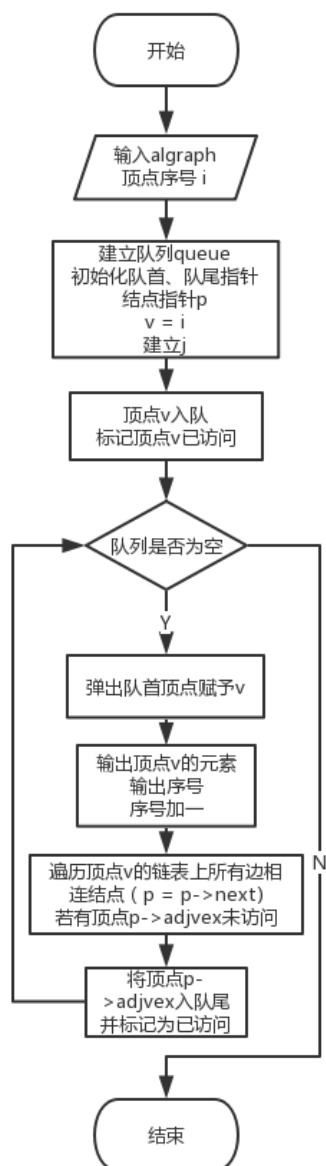 开始
输入algraph
顶点序号 i
建立队列queue
初始化队首、队尾指针
结点指针p
v = i
建立j
顶点v入队
标记顶点v已访问
队列是否为空
Y
弹出队首顶点赋予v
输出顶点v的元素
输出序号
序号加一
遍历顶点v的链表上所有边相
连结点 ( p = p->next)
若有顶点p->adjvex未访问
N
将顶点p-
>adjvex入队尾
并标记为已访问
结束